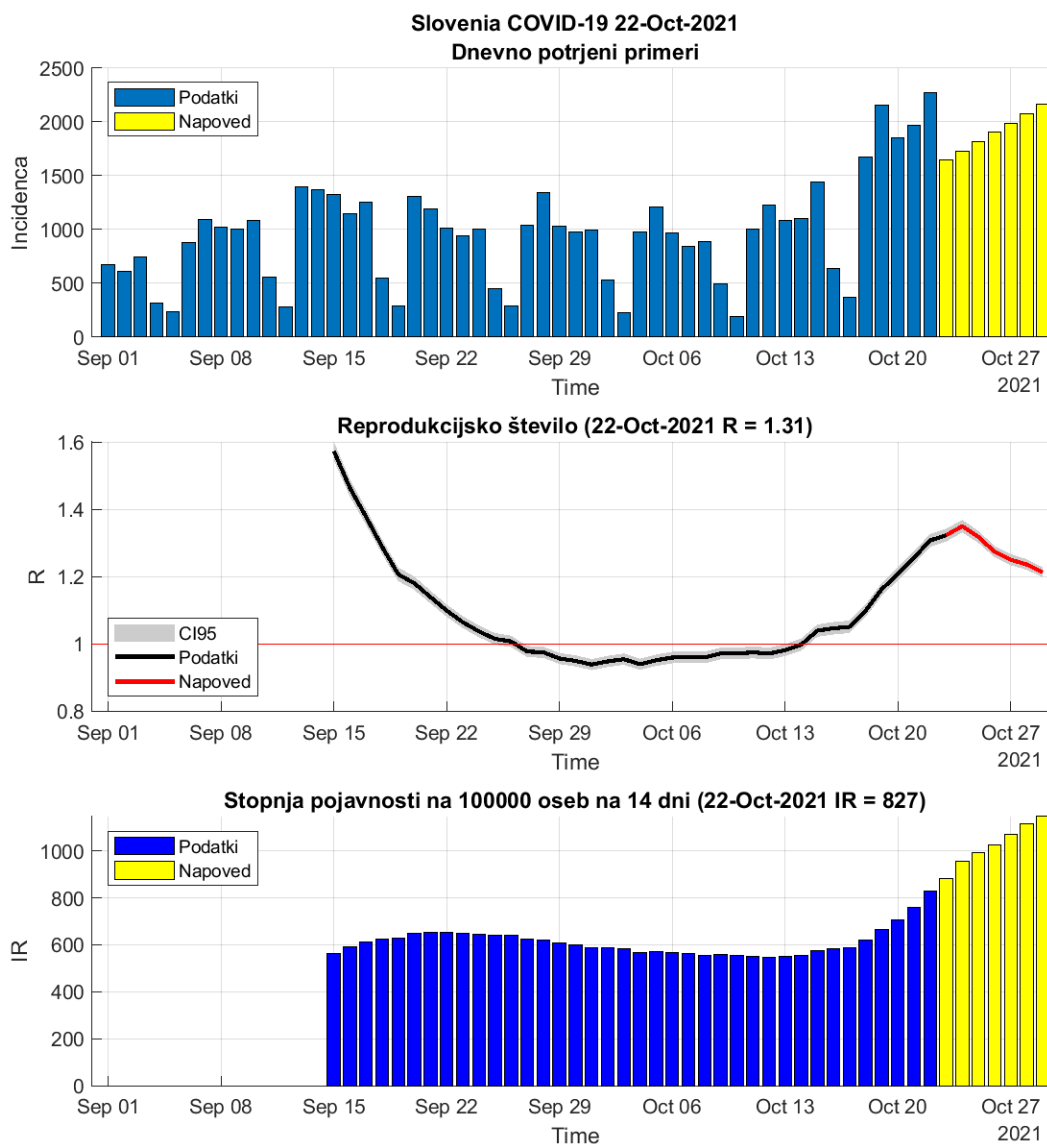 Slovenia COVID-19 22-Oct-2021
Dnevno potrjeni primeri
2500
2000
1500
1000
500
0
Incidenca
Podatki
Napoved
Sep 01 Sep 08 Sep 15 Sep 22 Sep 29 Oct 06 Oct 13 Oct 20 Oct 27
Time
2021
Reprodukcijsko število (22-Oct-2021 R = 1.31)
1.6
1.4
1.2
1
0.8
R
CI95
Podatki
Napoved
Sep 01 Sep 08 Sep 15 Sep 22 Sep 29 Oct 06 Oct 13 Oct 20 Oct 27
Time
2021
Stopnja pojavnosti na 100000 oseb na 14 dni (22-Oct-2021 IR = 827)
1000
800
600
400
200
0
IR
Podatki
Napoved
Sep 01 Sep 08 Sep 15 Sep 22 Sep 29 Oct 06 Oct 13 Oct 20 Oct 27
Time
2021